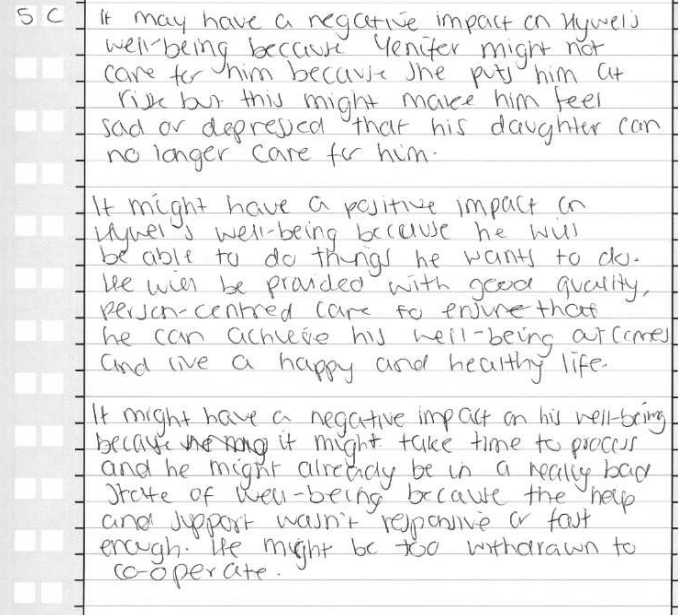 5 C It may have a negative impact on Hywel's
well-being because Yenifer might not
care for him because she puts him at
risk but this might make him feel
sad or depressed that his daughter can
no longer care for him.
It might have a positive impact on
Hywel's well-being because he will
be able to do things he wants to do.
He will be provided with good quality,
person-centred care to ensure that
he can achieve his well-being outcomes
and live a happy and healthy life.
It might have a negative impact on his well-being
because it might take time to process
and he might already be in a really bad
state of well-being because the help
and support wasn't responsive or fast
enough. He might be too withdrawn to
co-operate.